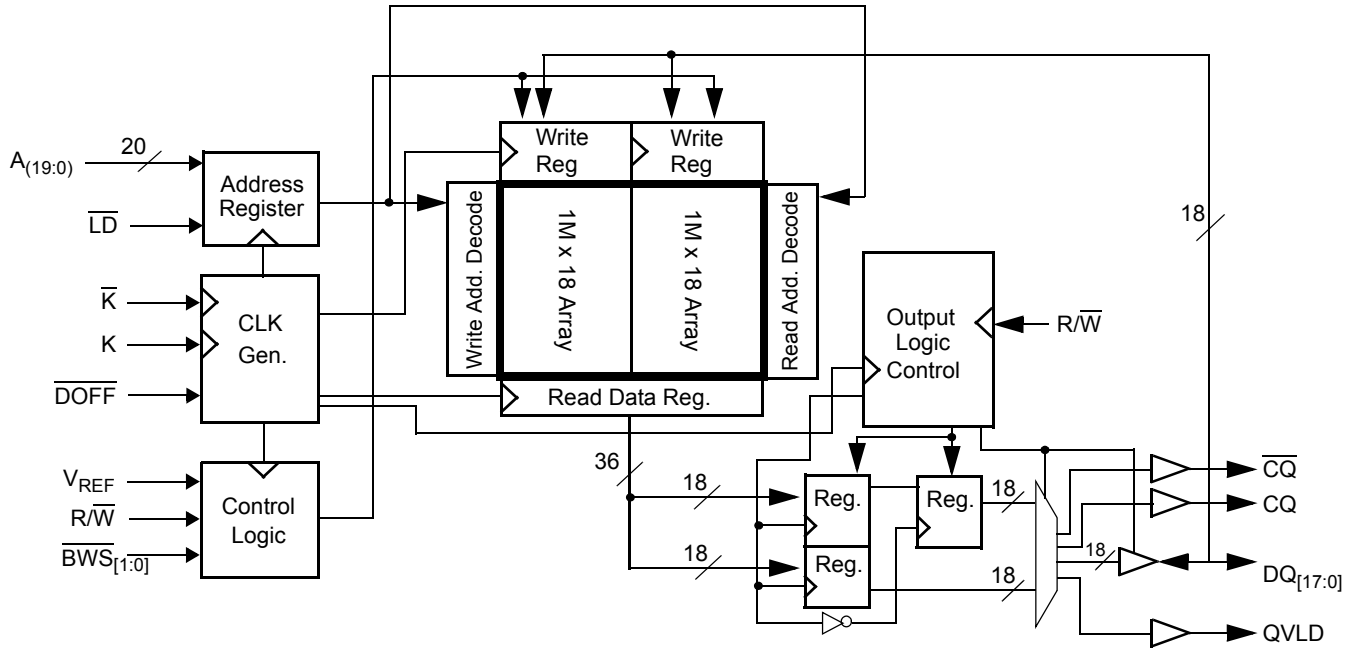 A(19:0)
20
LD
Address
Register
K
K
DOFF
CLK
Gen.
VREF
R/W
BWS[1:0]
Control
Logic
Write
Reg
Write
Reg
Write Add. Decode
1M x 18 Array
1M x 18 Array
Read Add. Decode
Read Data Reg.
36
18
18
Output
Logic
Control
R/W
18
Reg.
Reg.
Reg.
18
18
18
CQ
CQ
DQ[17:0]
QVLD